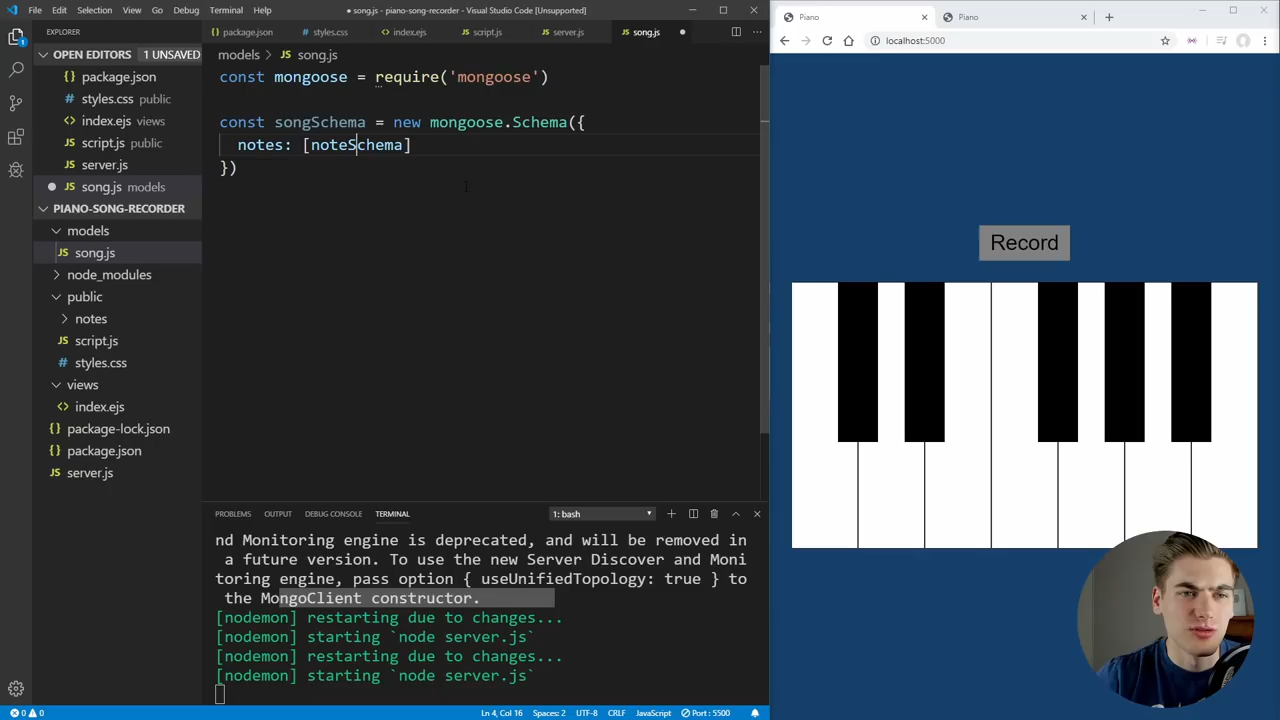 File Edit Selection View Go Debug Terminal Help
● song.js - piano-song-recorder - Visual Studio Code [Unsupported]
EXPLORER
OPEN EDITORS 1 UNSAVED
package.json
styles.css public
index.ejs views
script.js public
server.js
song.js models
PIANO-SONG-RECORDER
models
song.js
node_modules
public
notes
script.js
styles.css
views
index.ejs
package-lock.json
package.json
server.js
package.json styles.css index.ejs script.js server.js song.js
models > song.js
const mongoose = require('mongoose')
const songSchema = new mongoose.Schema({
notes: [noteSchema]
})
PROBLEMS OUTPUT DEBUG CONSOLE TERMINAL 1: bash
nd Monitoring engine is deprecated, and will be removed in
a future version. To use the new Server Discover and Moni
toring engine, pass option { useUnifiedTopology: true } to
the MongoClient constructor.
[nodemon] restarting due to changes...
[nodemon] starting `node server.js`
[nodemon] restarting due to changes...
[nodemon] starting `node server.js`
0 0
Ln 4, Col 16 Spaces: 2 UTF-8 CRLF JavaScript Port : 5500
Piano
Piano
localhost:5000
Record